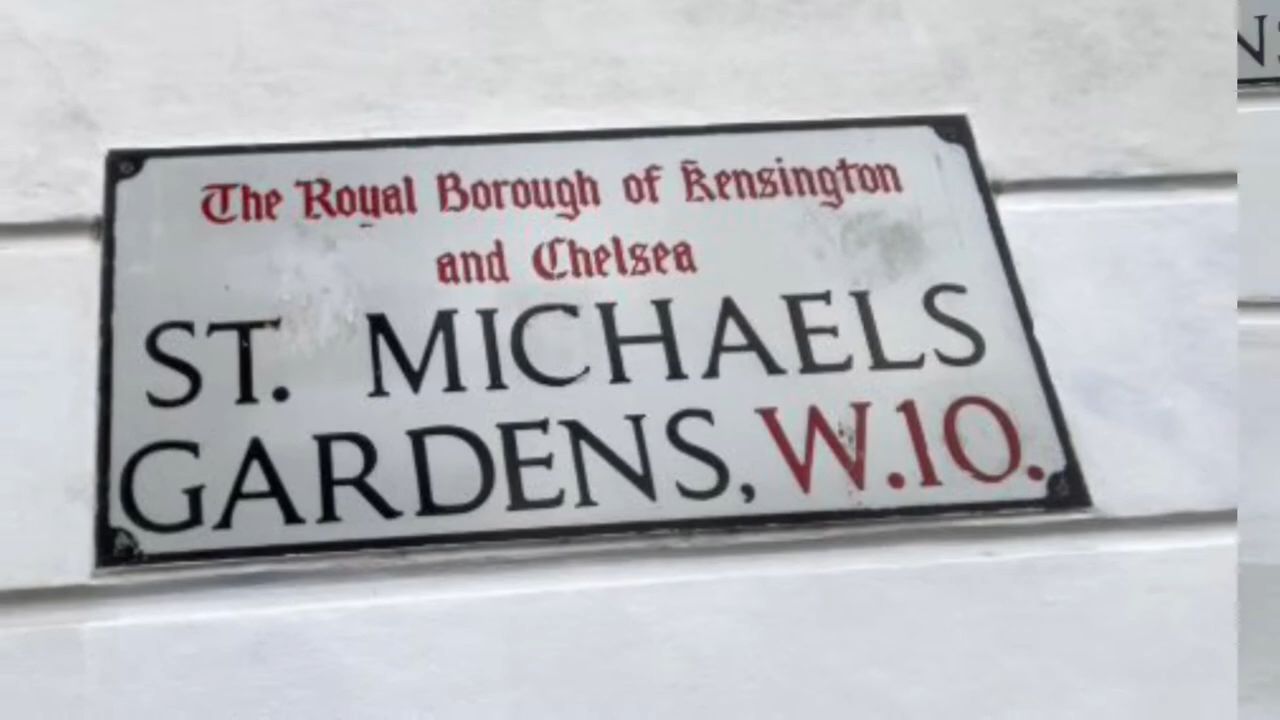 The Royal Borough of Kensington
and Chelsea
ST. MICHAELS
GARDENS, W.10.